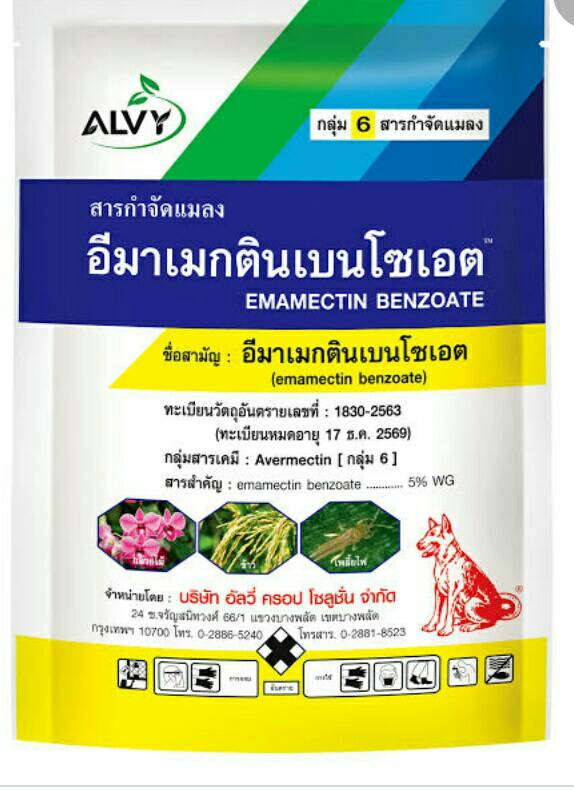 ALVY
กลุ่ม 6 สารกำจัดแมลง
สารกำจัดแมลง
อีมาเมกตินเบนโซเอต™
EMAMECTIN BENZOATE
ชื่อสามัญ : อีมาเมกตินเบนโซเอต
(emamectin benzoate)
ทะเบียนวัตถุอันตรายเลขที่ : 1830-2563
(ทะเบียนหมดอายุ 17 ธ.ค. 2569)
กลุ่มสารเคมี : Avermectin [ กลุ่ม 6 ]
สารสำคัญ : emamectin benzoate ............ 5% WG
กล้วยไม้ ข้าว เพลี้ยไฟ
จำหน่ายโดย : บริษัท อัลวี่ ครอป โซลูชั่น จำกัด
24 ซ.จรัญสนิทวงศ์ 66/1 แขวงบางพลัด เขตบางพลัด
กรุงเทพฯ 10700 โทร. 0-2886-5240 โทรสาร. 0-2881-8523
การผสม อันตราย การใช้